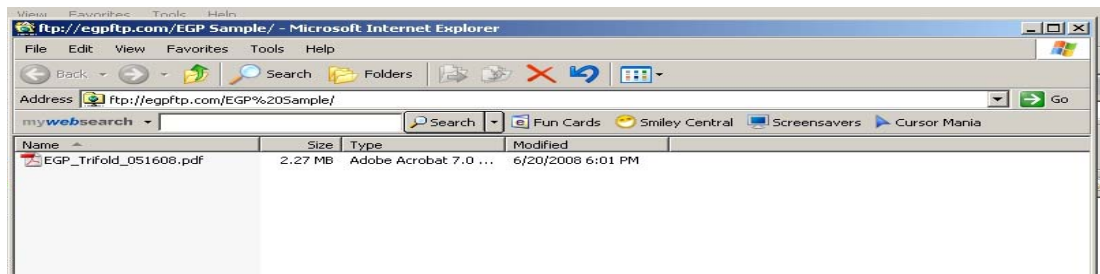 View Favorites Tools Help
ftp://egpftp.com/EGP Sample/ - Microsoft Internet Explorer
File Edit View Favorites Tools Help
Back Search Folders
Address ftp://egpftp.com/EGP%20Sample/ Go
mywebsearch Search Fun Cards Smiley Central Screensavers Cursor Mania
Name Size Type Modified
EGP_Trifold_051608.pdf 2.27 MB Adobe Acrobat 7.0 ... 6/20/2008 6:01 PM